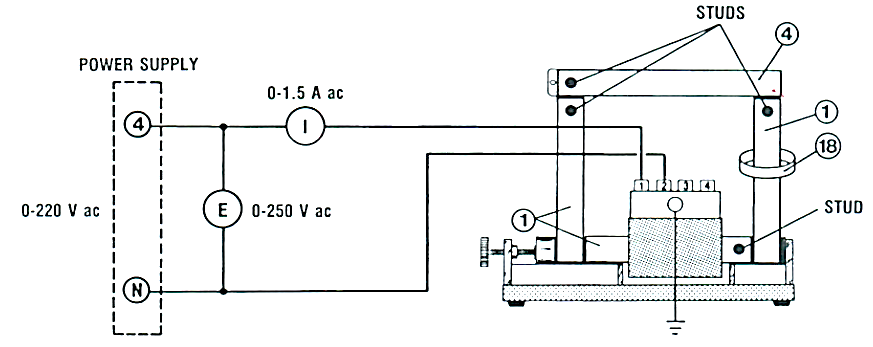 STUDS
4
POWER SUPPLY
0-1.5 A ac
4
I
1
18
0-220 V ac
E
0-250 V ac
1 2 3 4
1
STUD
N